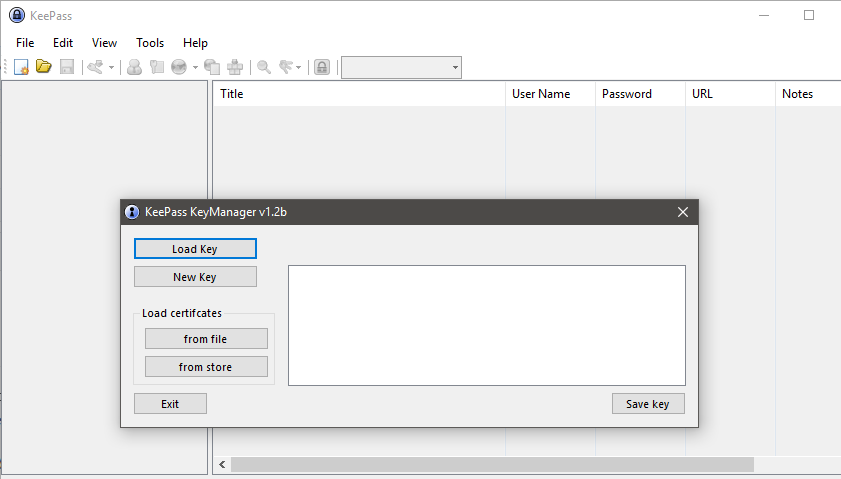 KeePass
File Edit View Tools Help
Title User Name Password URL Notes
KeePass KeyManager v1.2b
Load Key
New Key
Load certifcates
from file
from store
Exit
Save key